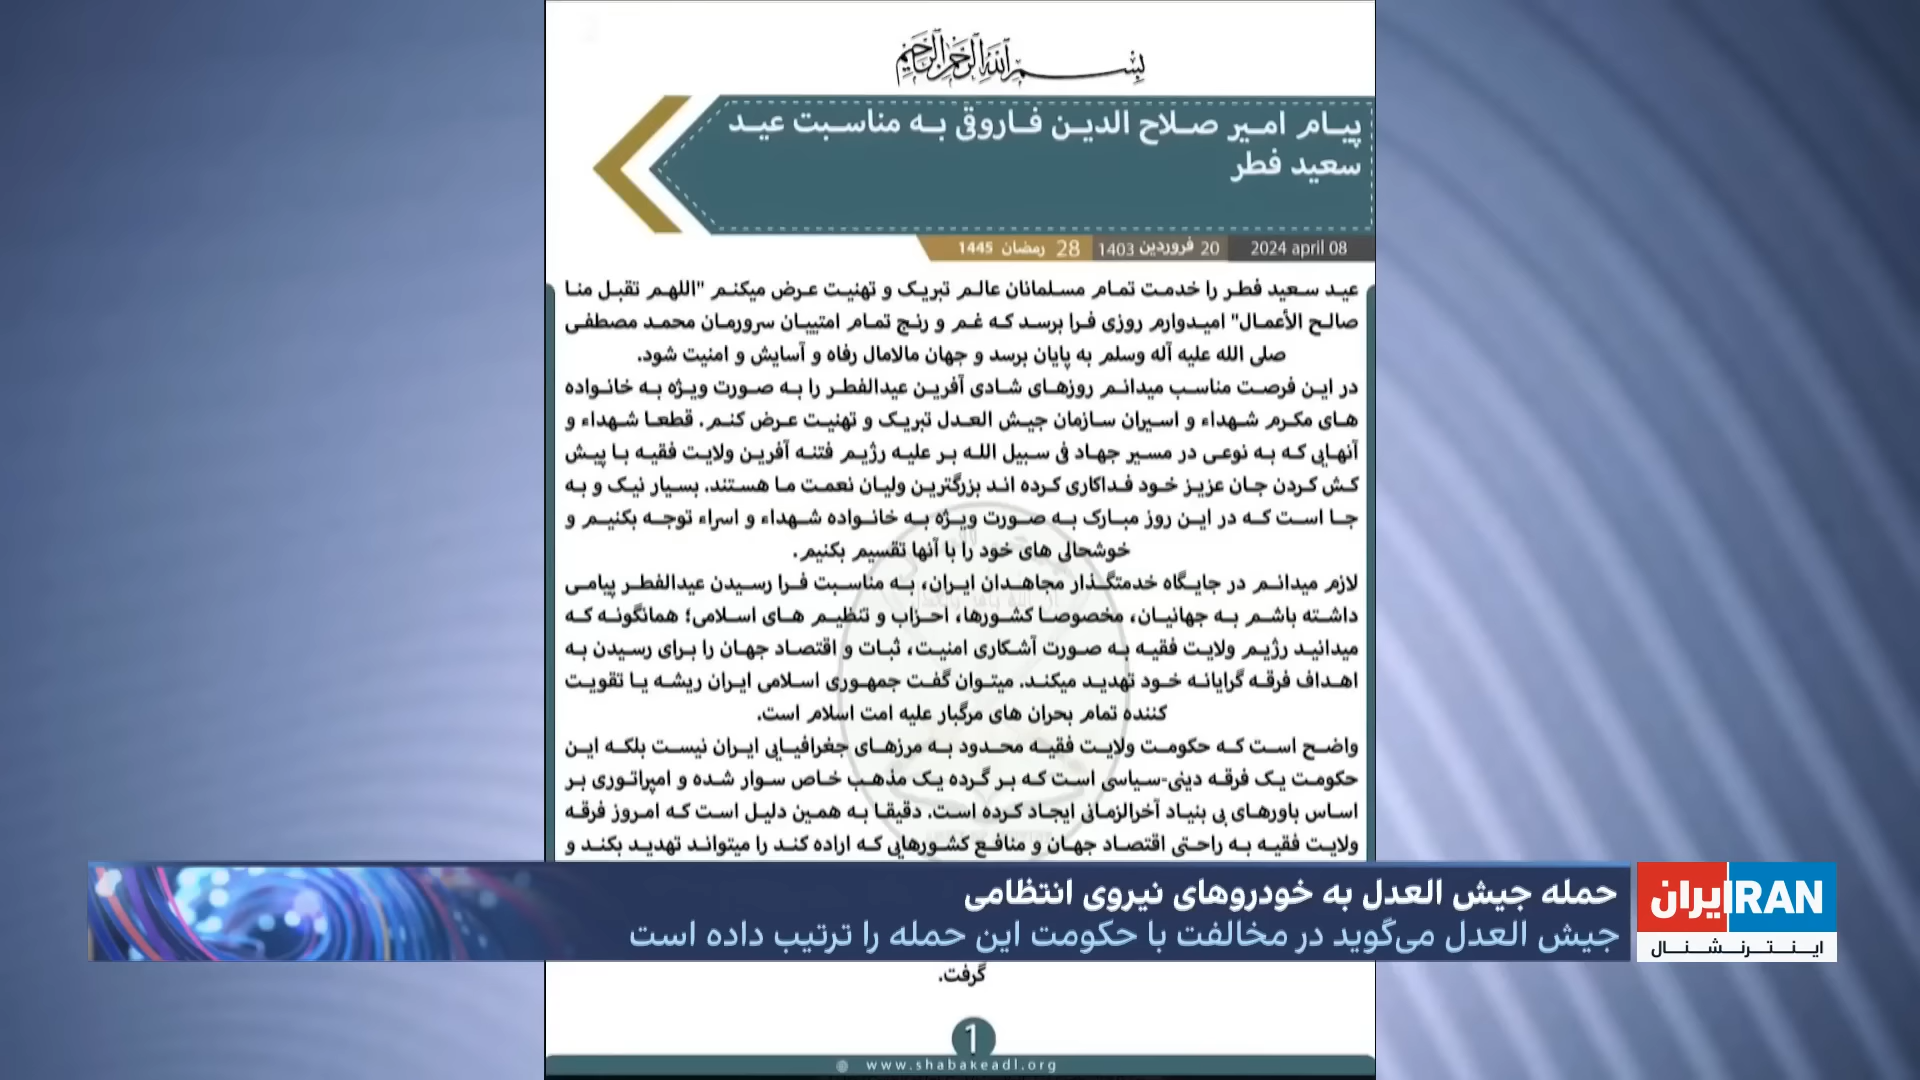 بسم الله الرحمن الرحیم
پیام امیر صلاح الدین فاروقی به مناسبت عید
سعید فطر
2024 april 08
20 فروردین 1403
28 رمضان 1445
عید سعید فطر را خدمت تمام مسلمانان عالم تبریک و تهنیت عرض میکنم "اللهم تقبل منا
صالح الأعمال" امیدوارم روزی فرا برسد که غم و رنج تمام امتییان سرورمان محمد مصطفی
صلی الله علیه آله وسلم به پایان برسد و جهان مالامال رفاه و آسایش و امنیت شود.
در این فرصت مناسب میدانم روزهای شادی آفرین عیدالفطر را به صورت ویژه به خانواده
های مکرم شهداء و اسیران سازمان جیش العدل تبریک و تهنیت عرض کنم. قطعا شهداء و
آنهایی که به نوعی در مسیر جهاد فی سبیل الله بر علیه رژیم فتنه آفرین ولایت فقیه با پیش
کش کردن جان عزیز خود فداکاری کرده اند بزرگترین ولیان نعمت ما هستند. بسیار نیک و به
جا است که در این روز مبارک به صورت ویژه به خانواده شهداء و اسراء توجه بکنیم و
خوشحالی های خود را با آنها تقسیم بکنیم.
لازم میدانم در جایگاه خدمتگذار مجاهدان ایران، به مناسبت فرا رسیدن عیدالفطر پیامی
داشته باشم به جهانیان، مخصوصا کشورها، احزاب و تنظیم های اسلامی؛ همانگونه که
میدانید رژیم ولایت فقیه به صورت آشکاری امنیت، ثبات و اقتصاد جهان را برای رسیدن به
اهداف فرقه گرایانه خود تهدید میکند. میتوان گفت جمهوری اسلامی ایران ریشه یا تقویت
کننده تمام بحران های مرگبار علیه امت اسلام است.
واضح است که حکومت ولایت فقیه محدود به مرزهای جغرافیایی ایران نیست بلکه این
حکومت یک فرقه دینی-سیاسی است که بر گرده یک مذهب خاص سوار شده و امپراتوری بر
اساس باورهای بی بنیاد آخرالزمانی ایجاد کرده است. دقیقا به همین دلیل است که امروز فرقه
ولایت فقیه به راحتی اقتصاد جهان و منافع کشورهایی که اراده کند را میتواند تهدید بکند و
حمله جیش العدل به خودروهای نیروی انتظامی
جیش العدل می‌گوید در مخالفت با حکومت این حمله را ترتیب داده است
ایران IRAN
اینترنشنال
گرفت.
1
www.shabakeadl.org